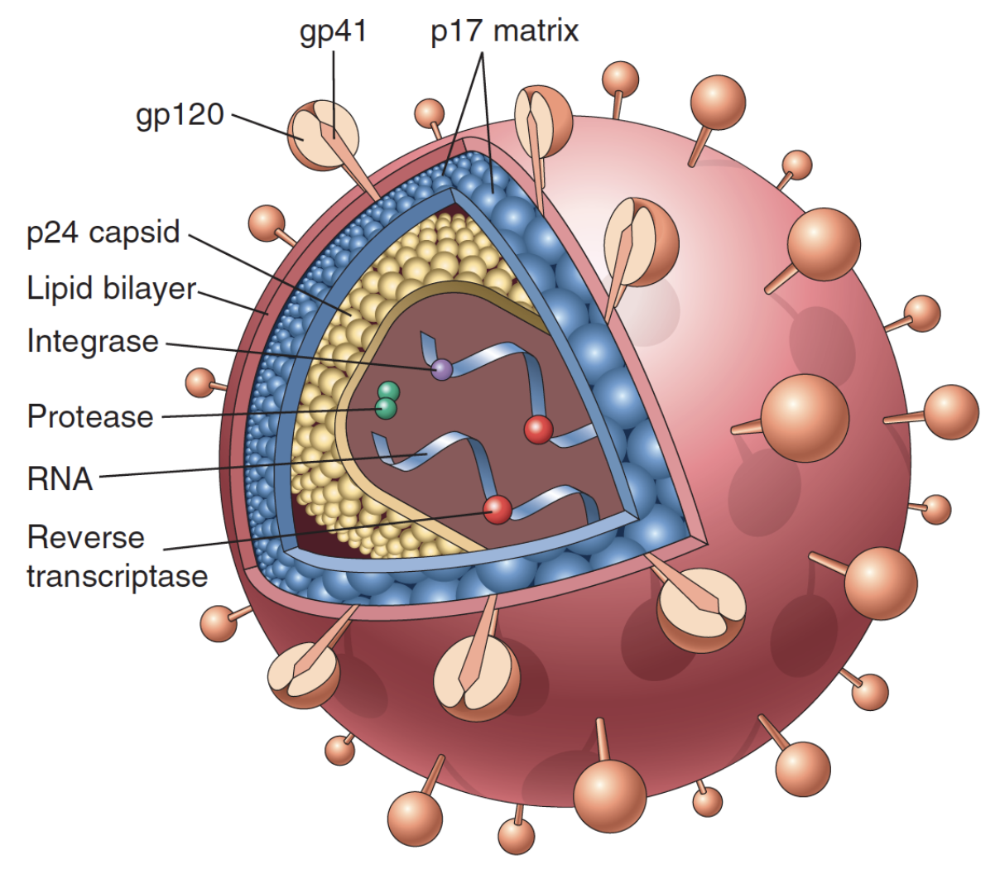 gp41
p17 matrix
gp120
p24 capsid
Lipid bilayer
Integrase
Protease
RNA
Reverse
transcriptase